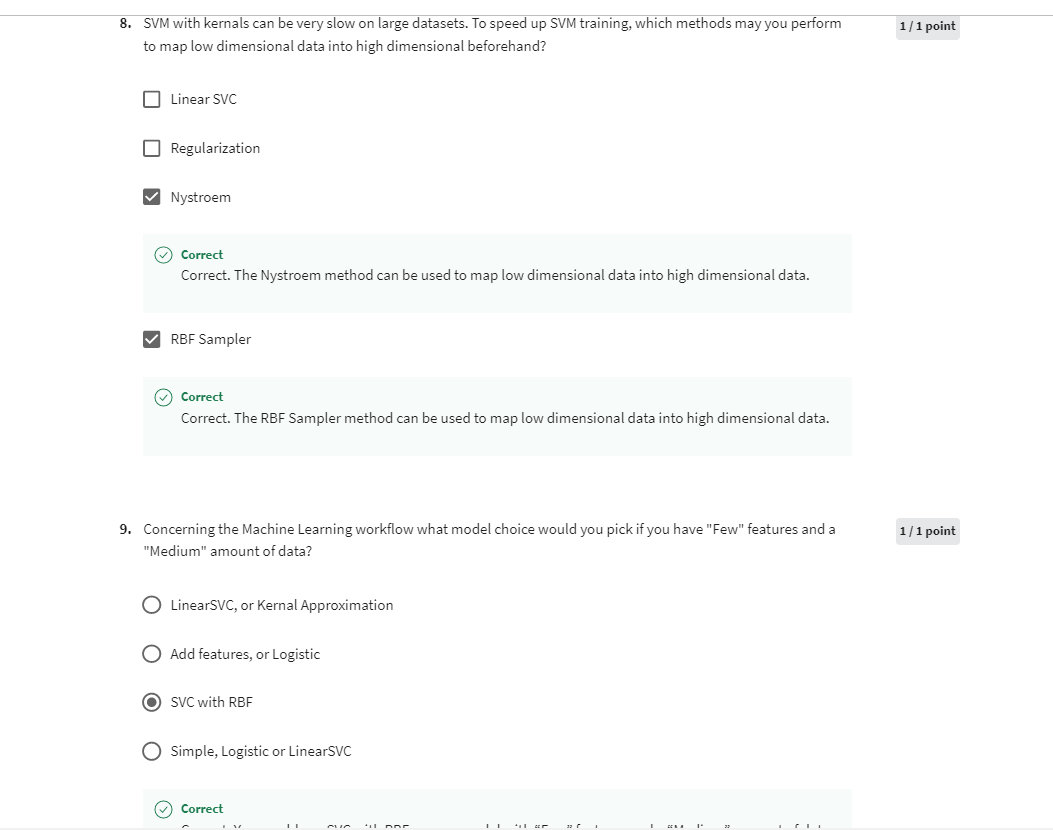 8. SVM with kernals can be very slow on large datasets. To speed up SVM training, which methods may you perform
to map low dimensional data into high dimensional beforehand?
1 / 1 point
Linear SVC
Regularization
Nystroem
Correct
Correct. The Nystroem method can be used to map low dimensional data into high dimensional data.
RBF Sampler
Correct
Correct. The RBF Sampler method can be used to map low dimensional data into high dimensional data.
9. Concerning the Machine Learning workflow what model choice would you pick if you have "Few" features and a
"Medium" amount of data?
1 / 1 point
LinearSVC, or Kernal Approximation
Add features, or Logistic
SVC with RBF
Simple, Logistic or LinearSVC
Correct